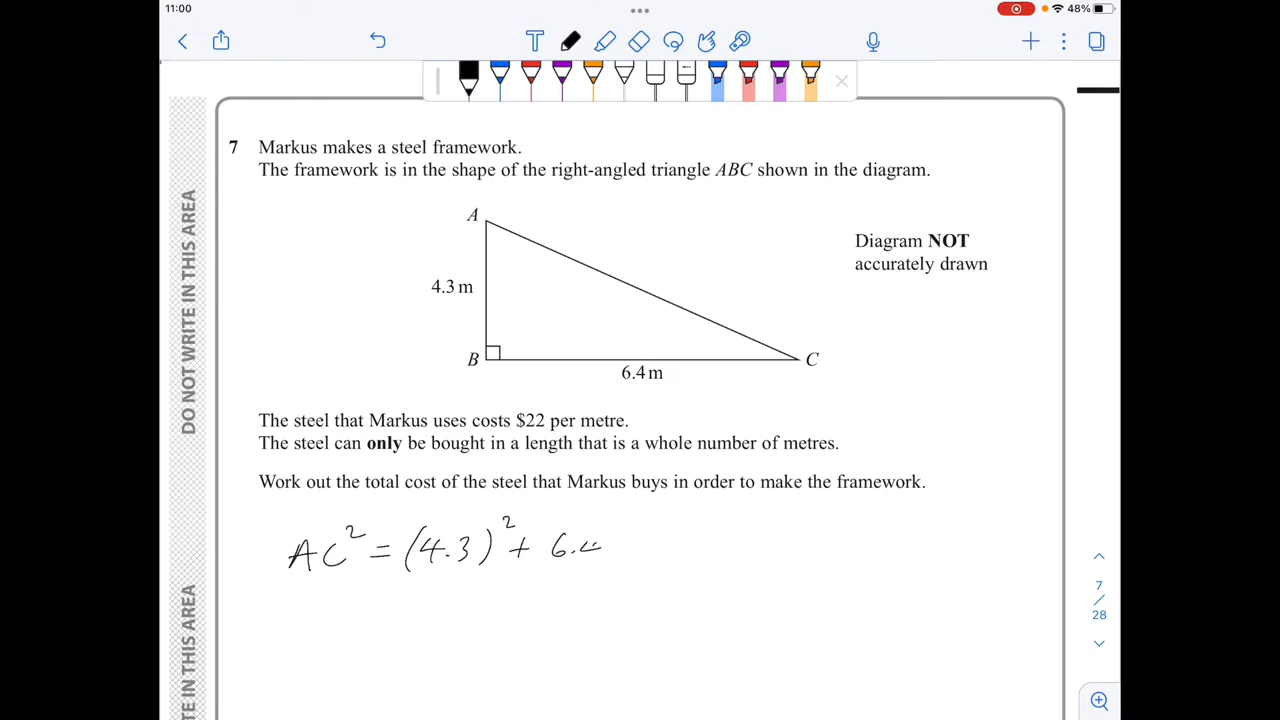 11:00
48%
7 Markus makes a steel framework.
The framework is in the shape of the right-angled triangle ABC shown in the diagram.
A
Diagram NOT
accurately drawn
4.3 m
B
C
6.4 m
The steel that Markus uses costs $22 per metre.
The steel can only be bought in a length that is a whole number of metres.
Work out the total cost of the steel that Markus buys in order to make the framework.
AC² = (4.3)² + 6.4
DO NOT WRITE IN THIS AREA
TE IN THIS AREA
7
/
28